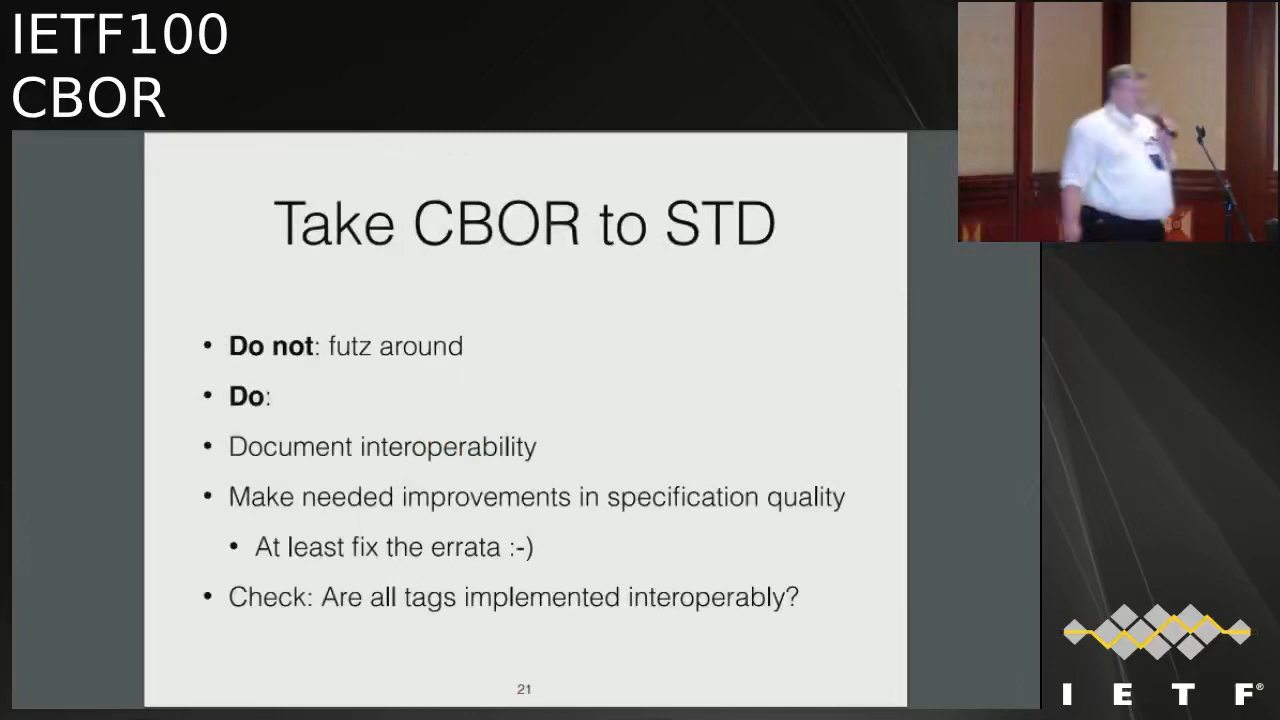 IETF100
CBOR
Take CBOR to STD
• Do not: futz around
• Do:
• Document interoperability
• Make needed improvements in specification quality
• At least fix the errata :-)
• Check: Are all tags implemented interoperably?
21
I E T F®